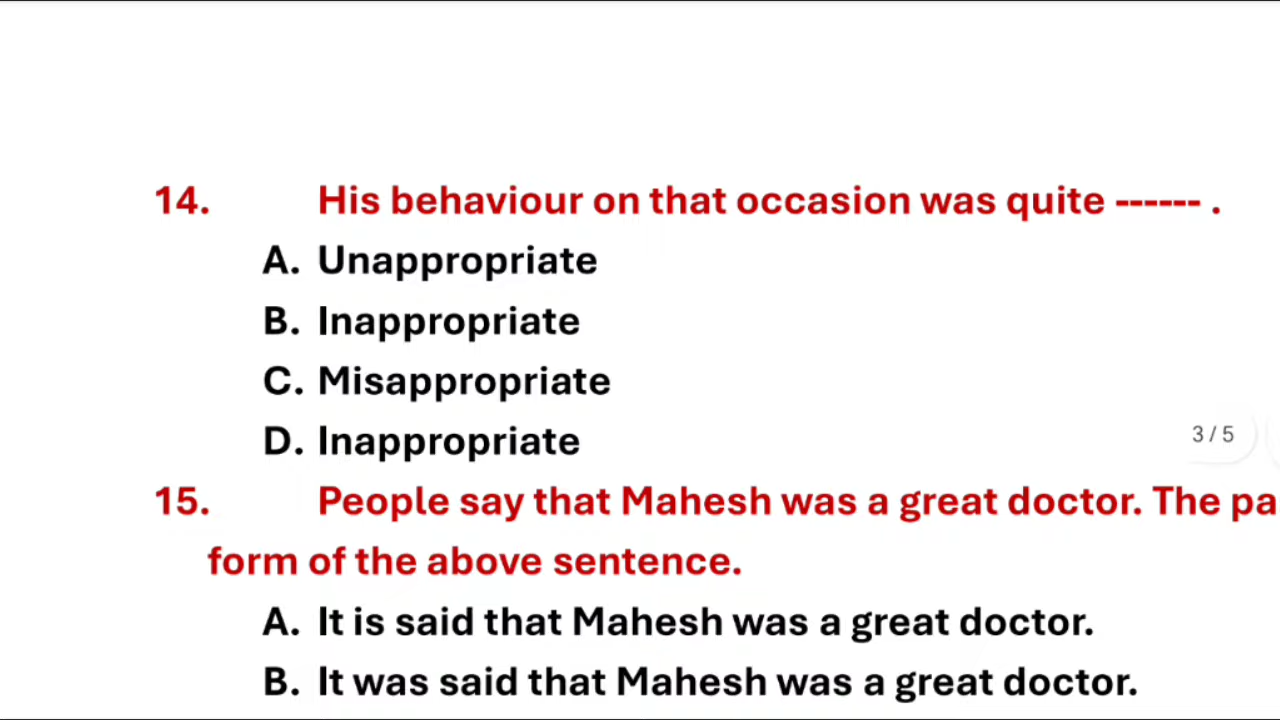 14. His behaviour on that occasion was quite ------ .
A. Unappropriate
B. Inappropriate
C. Misappropriate
D. Inappropriate
3 / 5
15. People say that Mahesh was a great doctor. The pa
form of the above sentence.
A. It is said that Mahesh was a great doctor.
B. It was said that Mahesh was a great doctor.